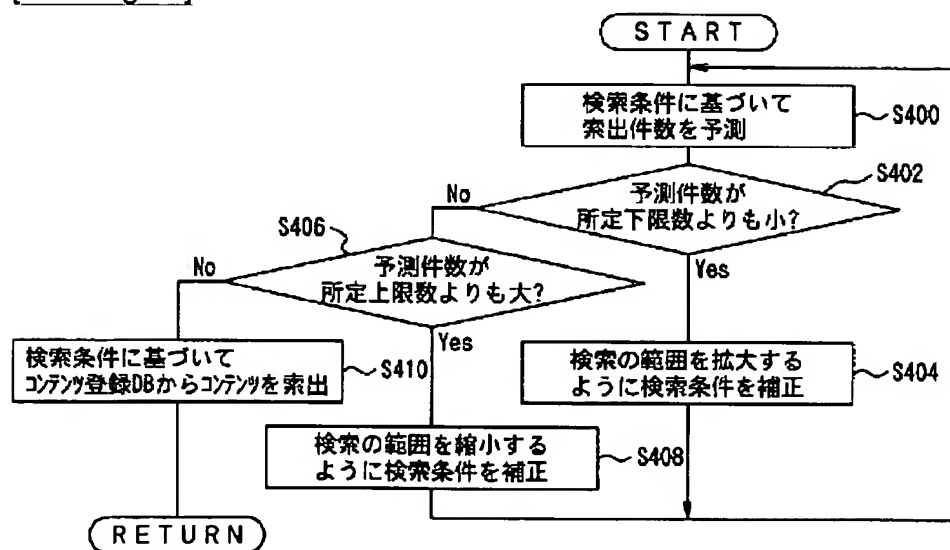 START
検索条件に基づいて
索出件数を予測
S400
S402
予測件数が
所定下限数よりも小?
No
Yes
S406
予測件数が
所定上限数よりも大?
No
Yes
検索条件に基づいて
コンテンツ登録DBからコンテンツを索出
S410
検索の範囲を拡大する
ように検索条件を補正
S404
検索の範囲を縮小する
ように検索条件を補正
S408
RETURN